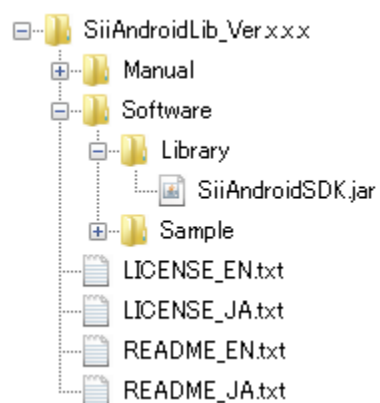 SiiAndroidLib_Ver.x.x.x
Manual
Software
Library
SiiAndroidSDK.jar
Sample
LICENSE_EN.txt
LICENSE_JA.txt
README_EN.txt
README_JA.txt